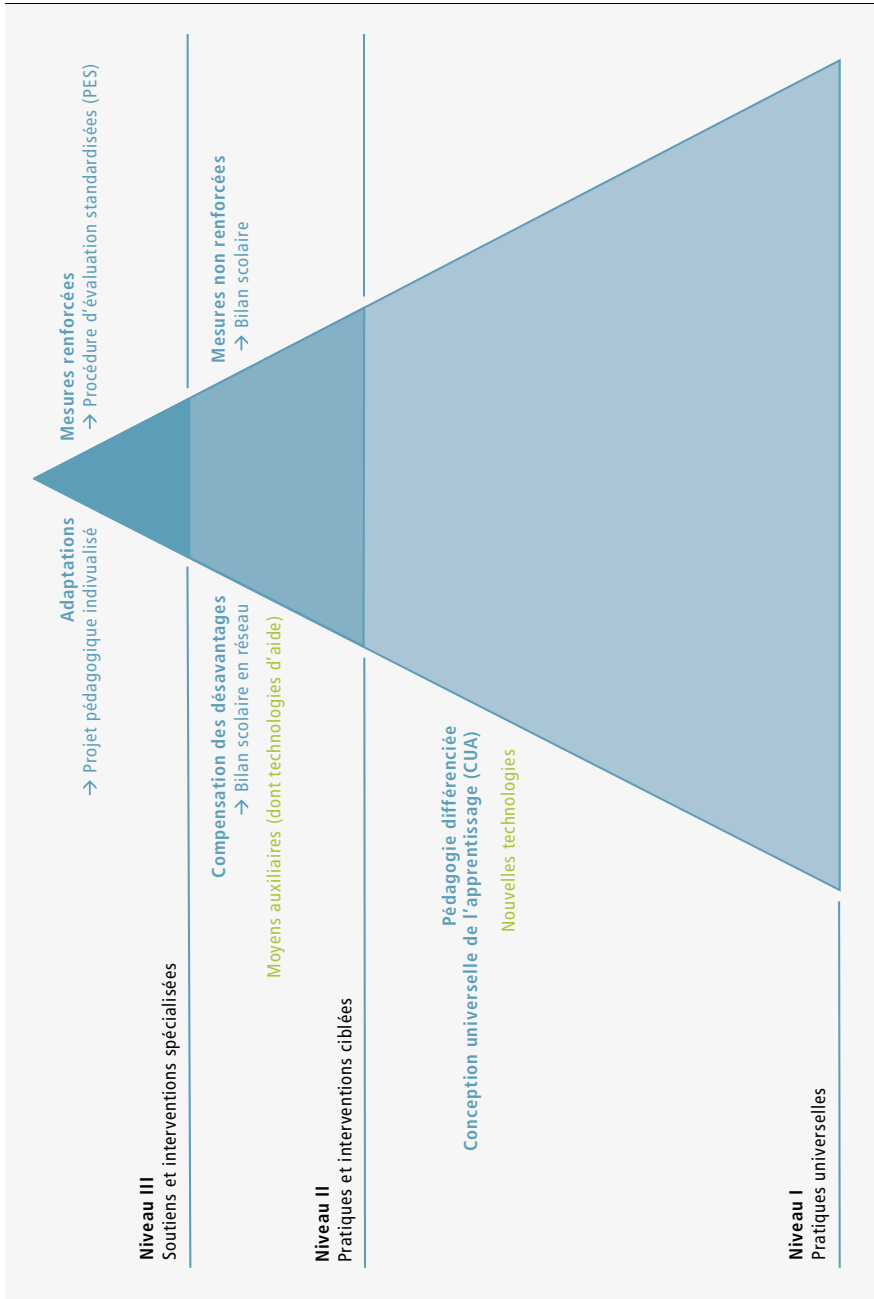 Adaptations
→ Projet pédagogique indivualisé
Mesures renforcées
→ Procédure d'évaluation standardisées (PES)
Niveau III
Soutiens et interventions spécialisées
Compensation des désavantages
→ Bilan scolaire en réseau
Moyens auxiliaires (dont technologies d'aide)
Mesures non renforcées
→ Bilan scolaire
Niveau II
Pratiques et interventions ciblées
Pédagogie différenciée
Conception universelle de l'apprentissage (CUA)
Nouvelles technologies
Niveau I
Pratiques universelles